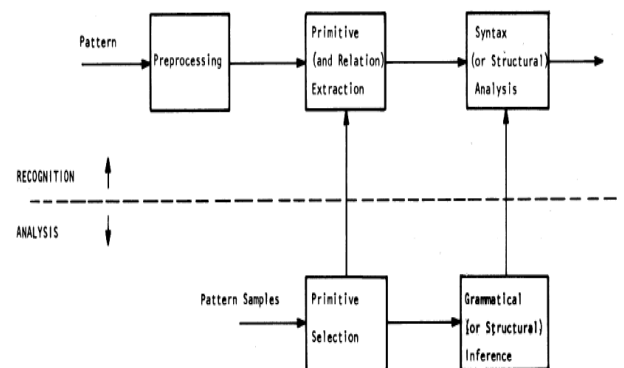 Pattern
Preprocessing
Primitive
(and Relation)
Extraction
Syntax
(or Structural)
Analysis
RECOGNITION
ANALYSIS
Pattern Samples
Primitive
Selection
Grammatical
(or Structural)
Inference